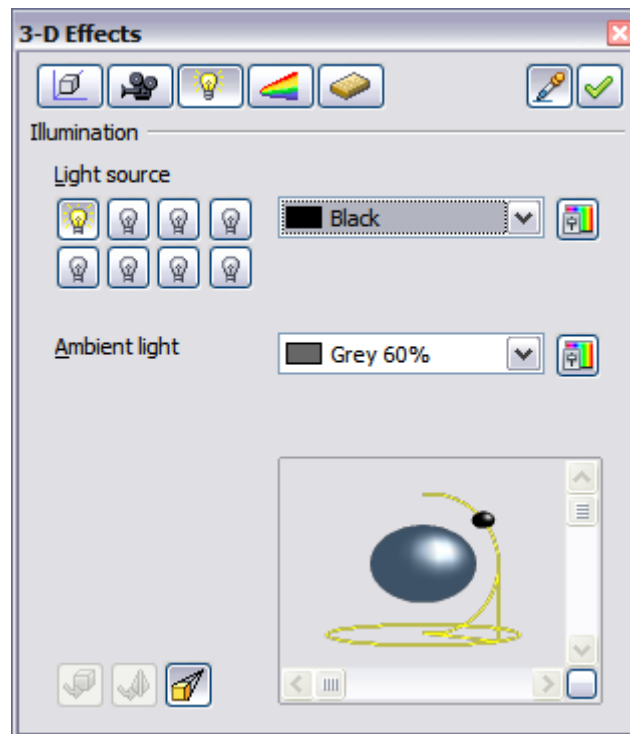 3-D Effects
Illumination
Light source
Black
Ambient light
Grey 60%